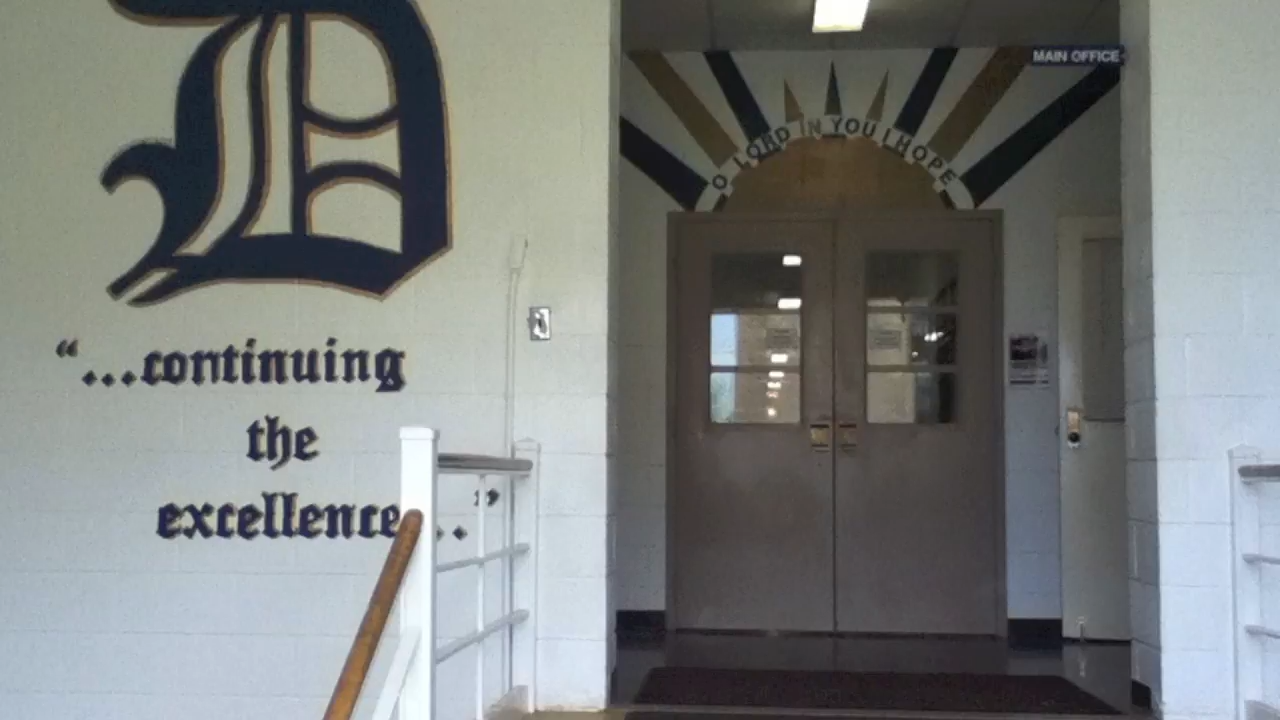 D
"...continuing
the
excellence..."
MAIN OFFICE
O LORD IN YOU I HOPE